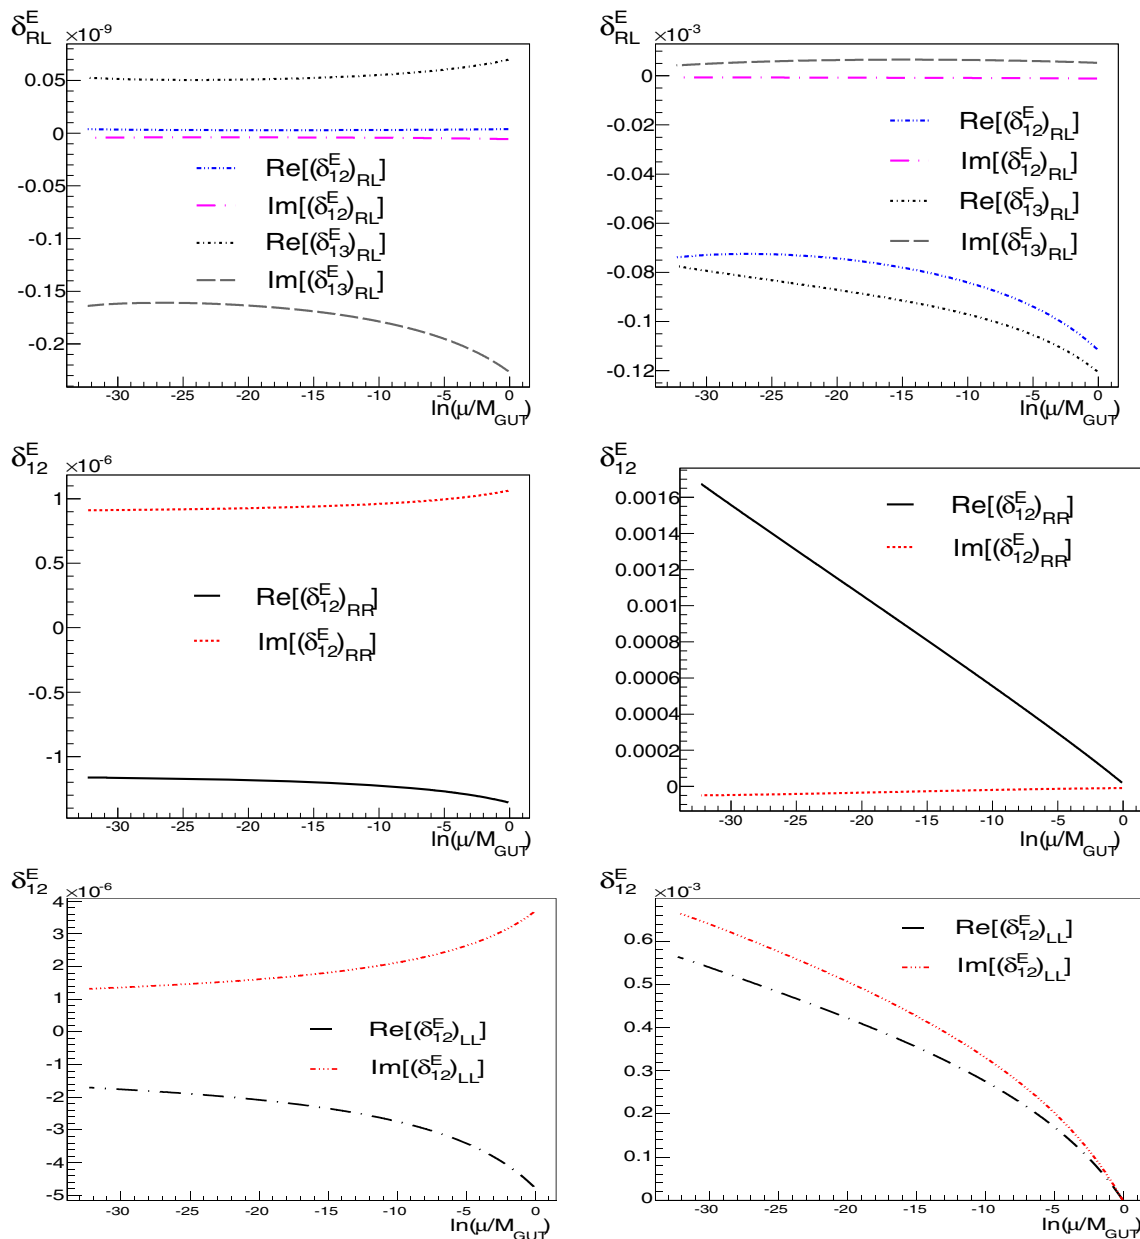 δ^E_RL ×10^-9
0.05
0
-0.05
-0.1
-0.15
-0.2
Re[(δ^E_12)_RL]
Im[(δ^E_12)_RL]
Re[(δ^E_13)_RL]
Im[(δ^E_13)_RL]
-30 -25 -20 -15 -10 -5 0
ln(μ/M_GUT)
δ^E_RL ×10^-3
0
-0.02
-0.04
-0.06
-0.08
-0.1
-0.12
Re[(δ^E_12)_RL]
Im[(δ^E_12)_RL]
Re[(δ^E_13)_RL]
Im[(δ^E_13)_RL]
-30 -25 -20 -15 -10 -5 0
ln(μ/M_GUT)
δ^E_12 ×10^-6
1
0.5
0
-0.5
-1
Re[(δ^E_12)_RR]
Im[(δ^E_12)_RR]
-30 -25 -20 -15 -10 -5 0
ln(μ/M_GUT)
δ^E_12
0.0016
0.0014
0.0012
0.001
0.0008
0.0006
0.0004
0.0002
0
Re[(δ^E_12)_RR]
Im[(δ^E_12)_RR]
-30 -25 -20 -15 -10 -5 0
ln(μ/M_GUT)
δ^E_12 ×10^-6
4
3
2
1
0
-1
-2
-3
-4
-5
Re[(δ^E_12)_LL]
Im[(δ^E_12)_LL]
-30 -25 -20 -15 -10 -5 0
ln(μ/M_GUT)
δ^E_12 ×10^-3
0.6
0.5
0.4
0.3
0.2
0.1
0
Re[(δ^E_12)_LL]
Im[(δ^E_12)_LL]
-30 -25 -20 -15 -10 -5 0
ln(μ/M_GUT)